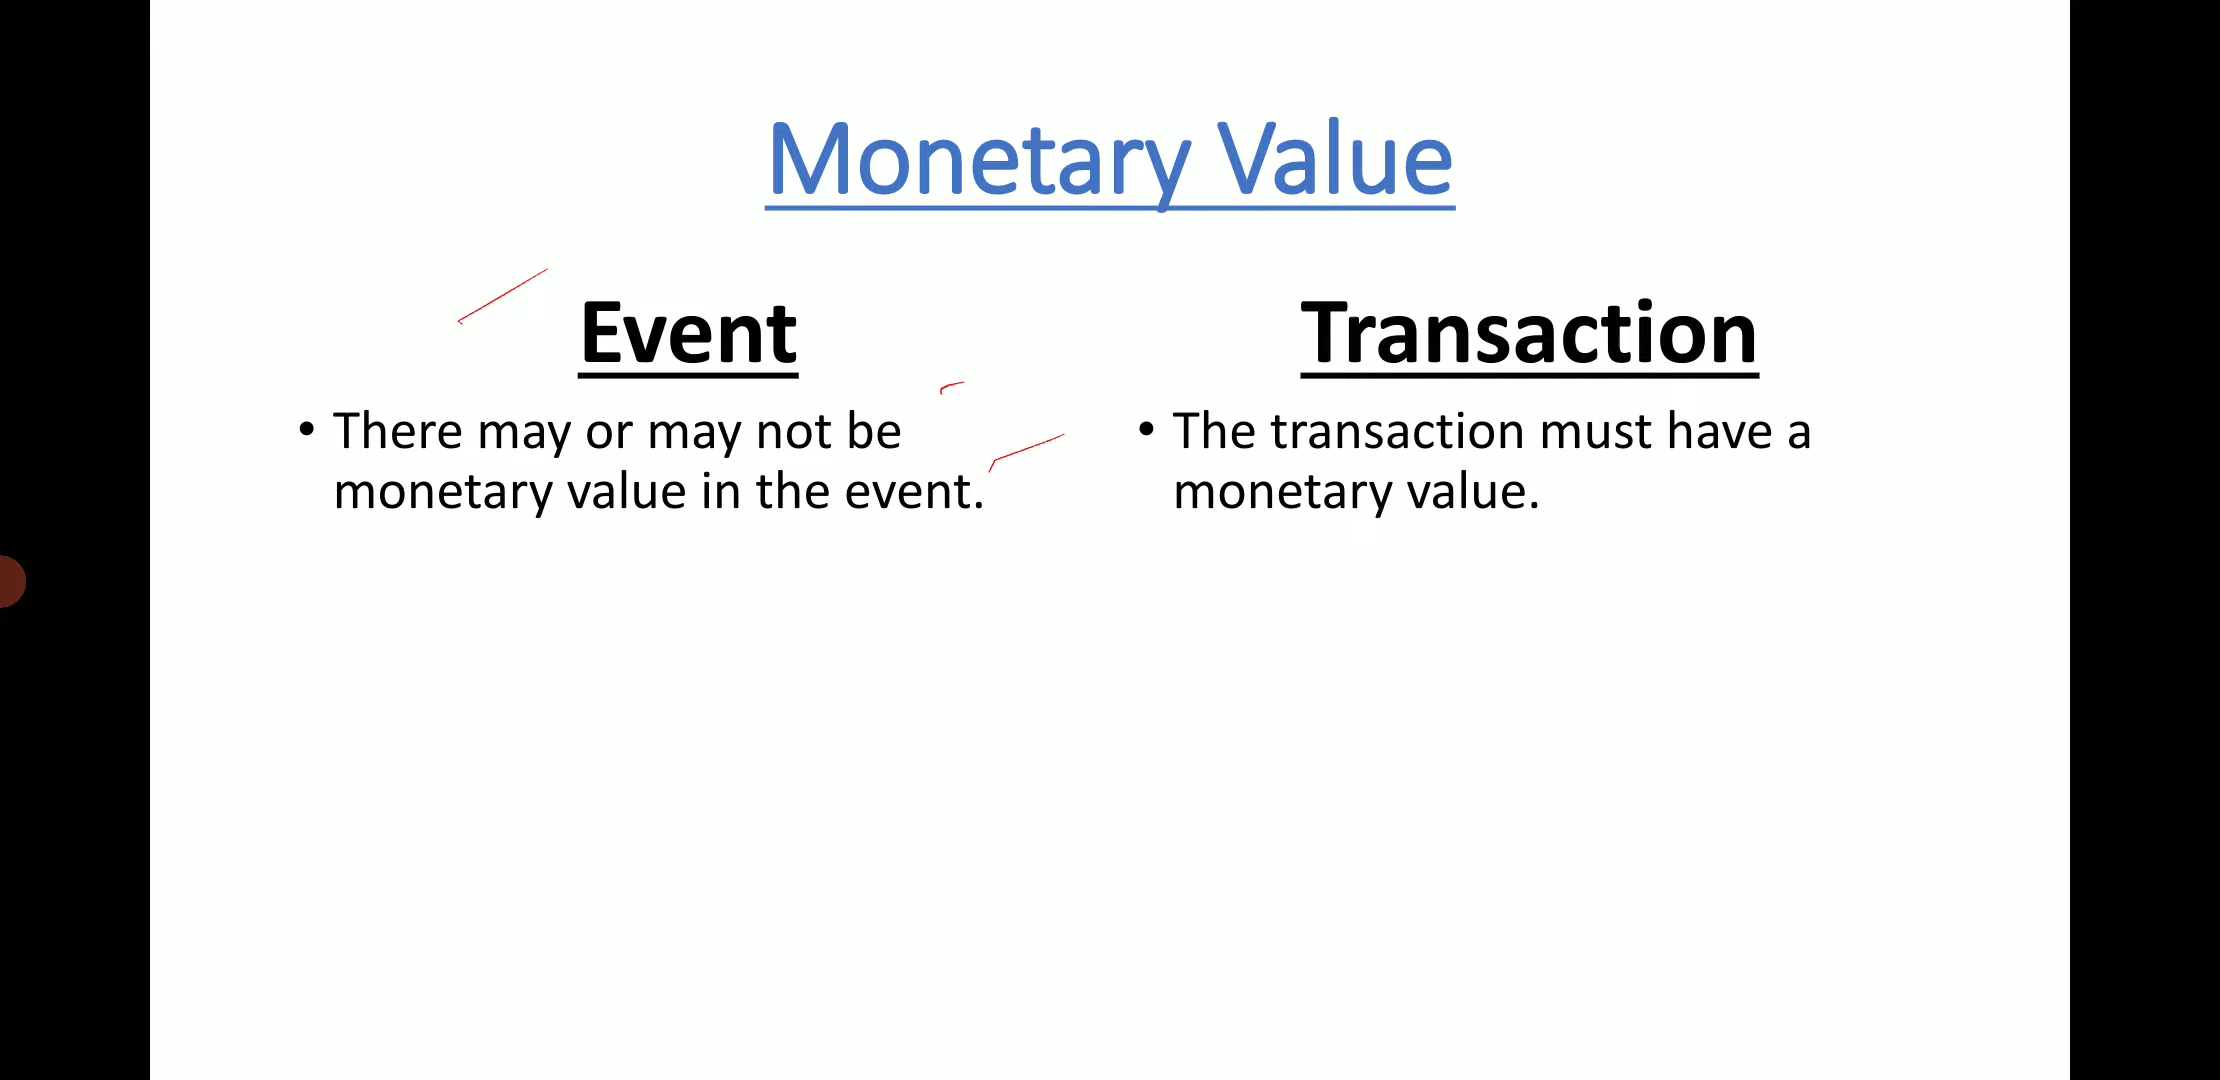 Monetary Value
Event
• There may or may not be
monetary value in the event.
Transaction
• The transaction must have a
monetary value.